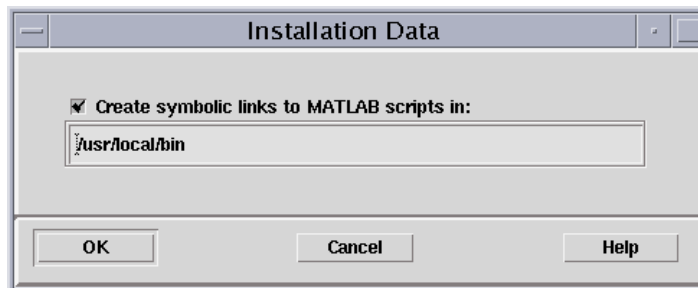 Installation Data
Create symbolic links to MATLAB scripts in:
/usr/local/bin
OK Cancel Help